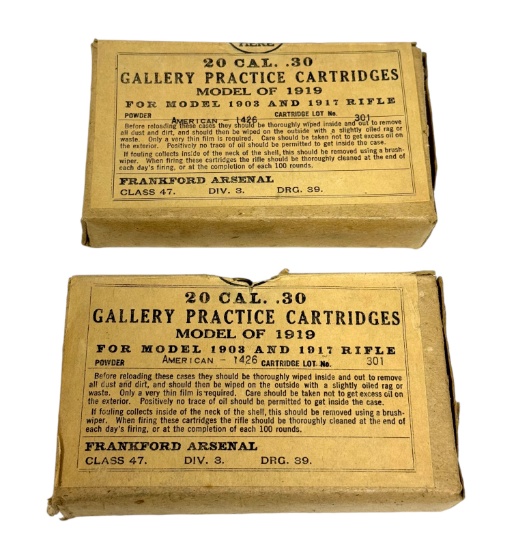 HERE
20 CAL. .30
GALLERY PRACTICE CARTRIDGES
MODEL OF 1919
FOR MODEL 1903 AND 1917 RIFLE
POWDER AMERICAN - 1426 CARTRIDGE LOT No. 301
Before reloading these cases they should be thoroughly wiped inside and out to remove
all dust and dirt, and should then be wiped on the outside with a slightly oiled rag or
waste. Only a very thin film is required. Care should be taken not to get excess oil on
the exterior. Positively no trace of oil should be permitted to get inside the case.
If fouling collects inside of the neck of the shell, this should be removed using a brush-
wiper. When firing these cartridges the rifle should be thoroughly cleaned at the end of
each day's firing, or at the completion of each 100 rounds.
FRANKFORD ARSENAL
CLASS 47. DIV. 3. DRG. 39.
20 CAL. .30
GALLERY PRACTICE CARTRIDGES
MODEL OF 1919
FOR MODEL 1903 AND 1917 RIFLE
POWDER AMERICAN - 1426 CARTRIDGE LOT No. 301
Before reloading these cases they should be thoroughly wiped inside and out to remove
all dust and dirt, and should then be wiped on the outside with a slightly oiled rag or
waste. Only a very thin film is required. Care should be taken not to get excess oil on
the exterior. Positively no trace of oil should be permitted to get inside the case.
If fouling collects inside of the neck of the shell, this should be removed using a brush-
wiper. When firing these cartridges the rifle should be thoroughly cleaned at the end of
each day's firing, or at the completion of each 100 rounds.
FRANKFORD ARSENAL
CLASS 47. DIV. 3. DRG. 39.